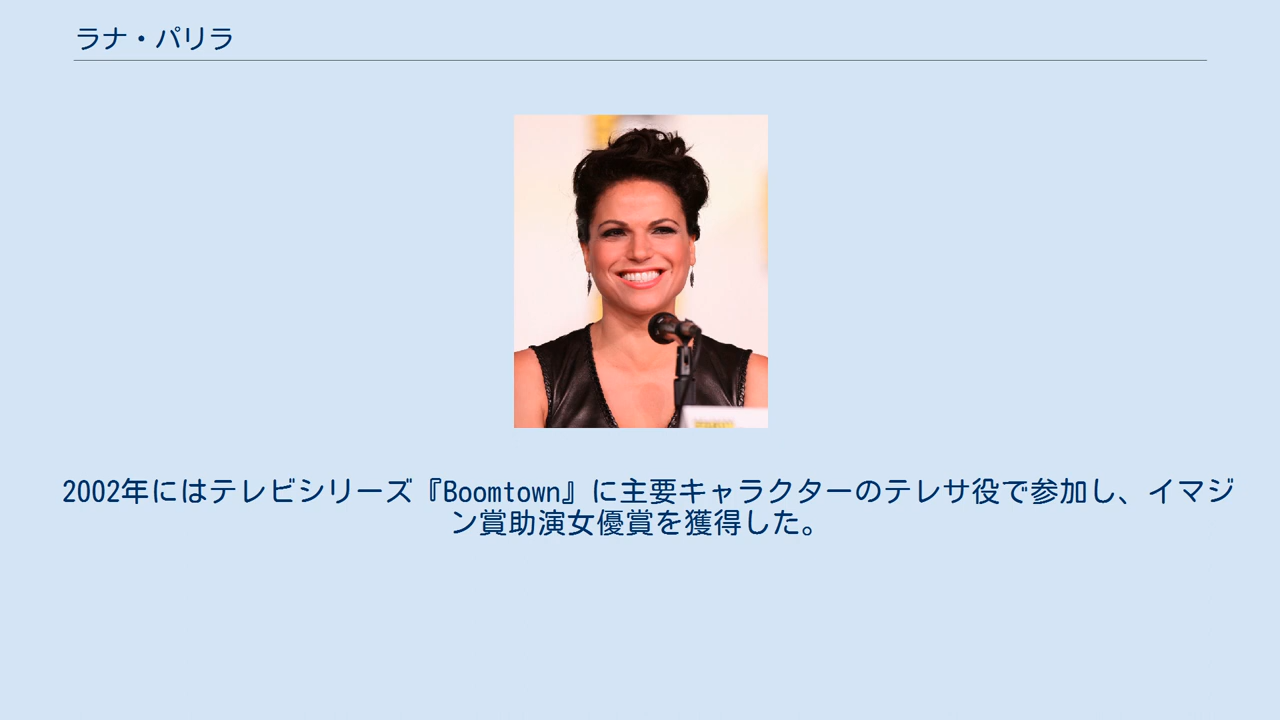 ラナ・パリラ
2002年にはテレビシリーズ『Boomtown』に主要キャラクターのテレサ役で参加し、イマジ
ン賞助演女優賞を獲得した。